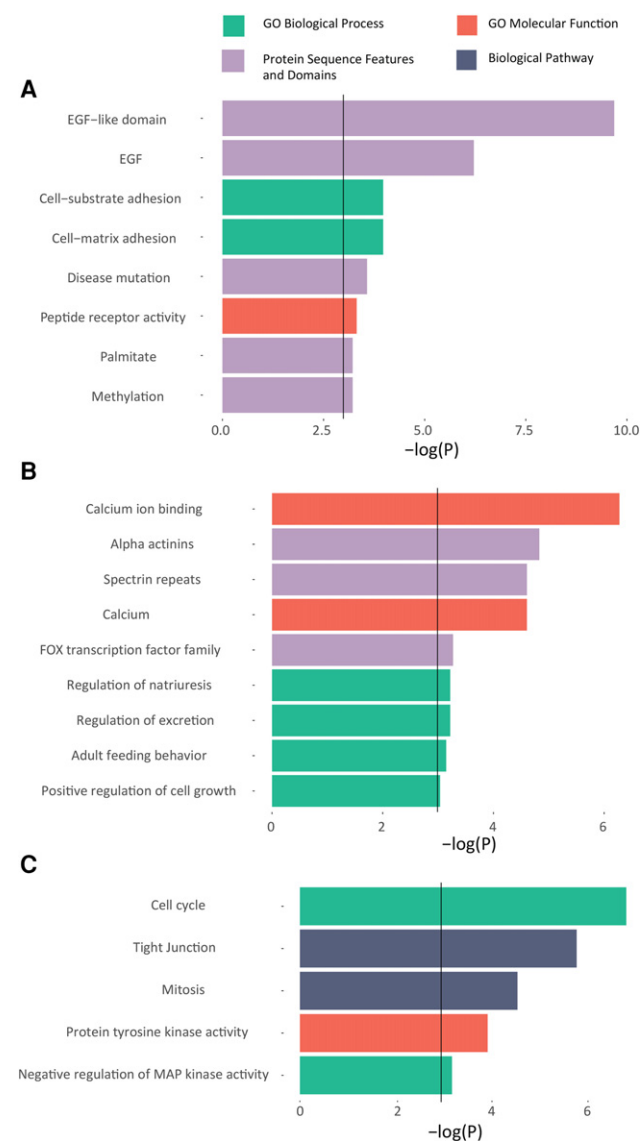 GO Biological Process
GO Molecular Function
Protein Sequence Features
and Domains
Biological Pathway
A
EGF-like domain
EGF
Cell-substrate adhesion
Cell-matrix adhesion
Disease mutation
Peptide receptor activity
Palmitate
Methylation
0.0 2.5 5.0 7.5 10.0
-log(P)
B
Calcium ion binding
Alpha actinins
Spectrin repeats
Calcium
FOX transcription factor family
Regulation of natriuresis
Regulation of excretion
Adult feeding behavior
Positive regulation of cell growth
0 2 4 6
-log(P)
C
Cell cycle
Tight Junction
Mitosis
Protein tyrosine kinase activity
Negative regulation of MAP kinase activity
0 2 4 6
-log(P)